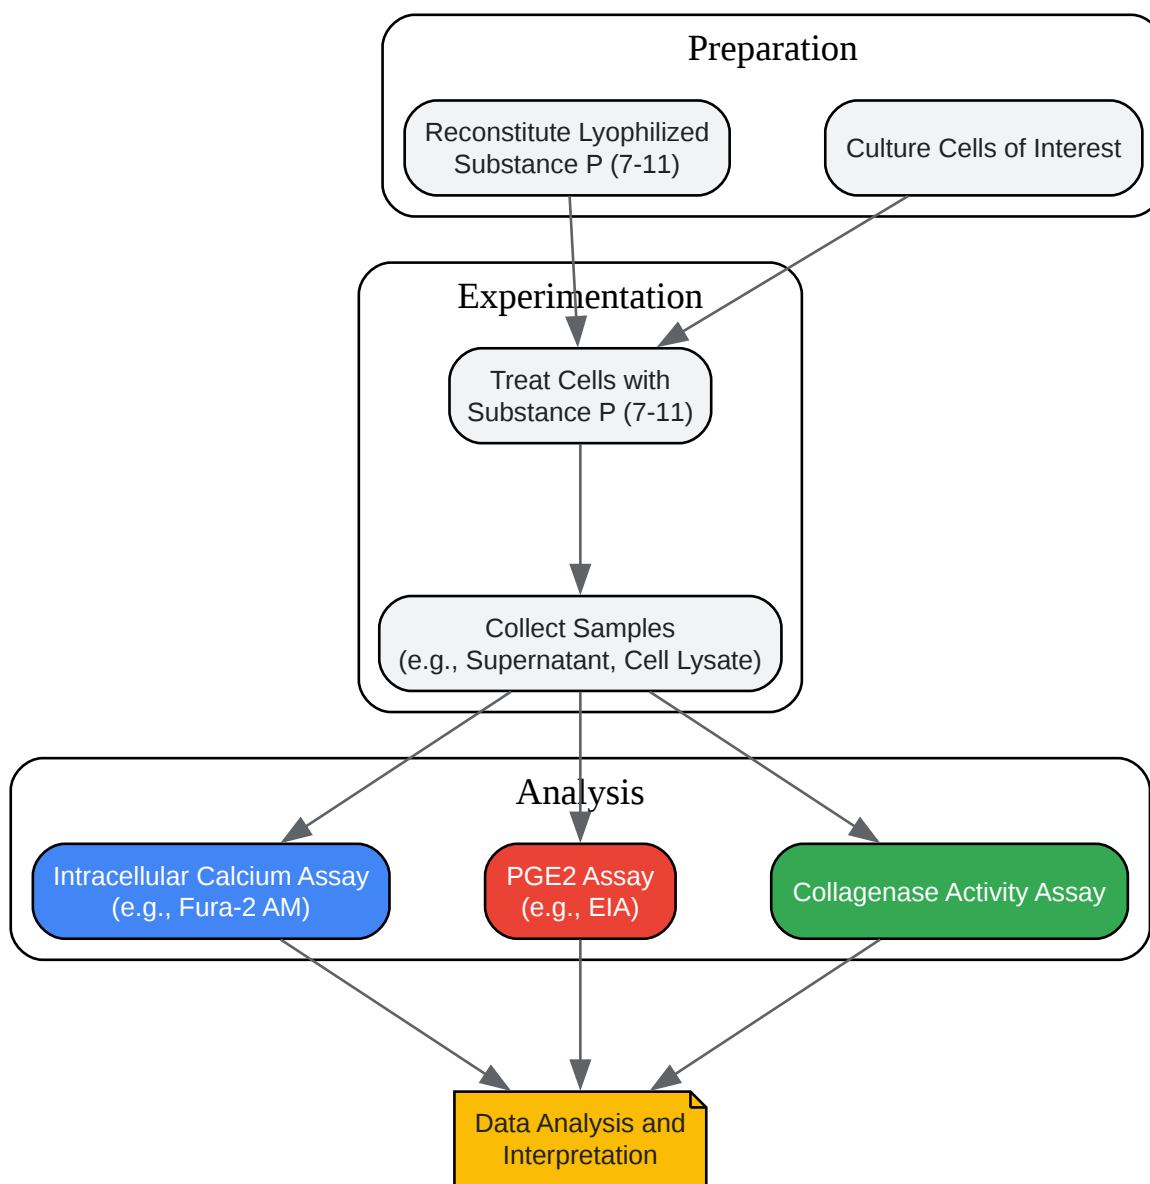 Preparation
Reconstitute Lyophilized
Substance P (7-11)
Culture Cells of Interest
Experimentation
Treat Cells with
Substance P (7-11)
Collect Samples
(e.g., Supernatant, Cell Lysate)
Analysis
Intracellular Calcium Assay
(e.g., Fura-2 AM)
PGE2 Assay
(e.g., EIA)
Collagenase Activity Assay
Data Analysis and
Interpretation